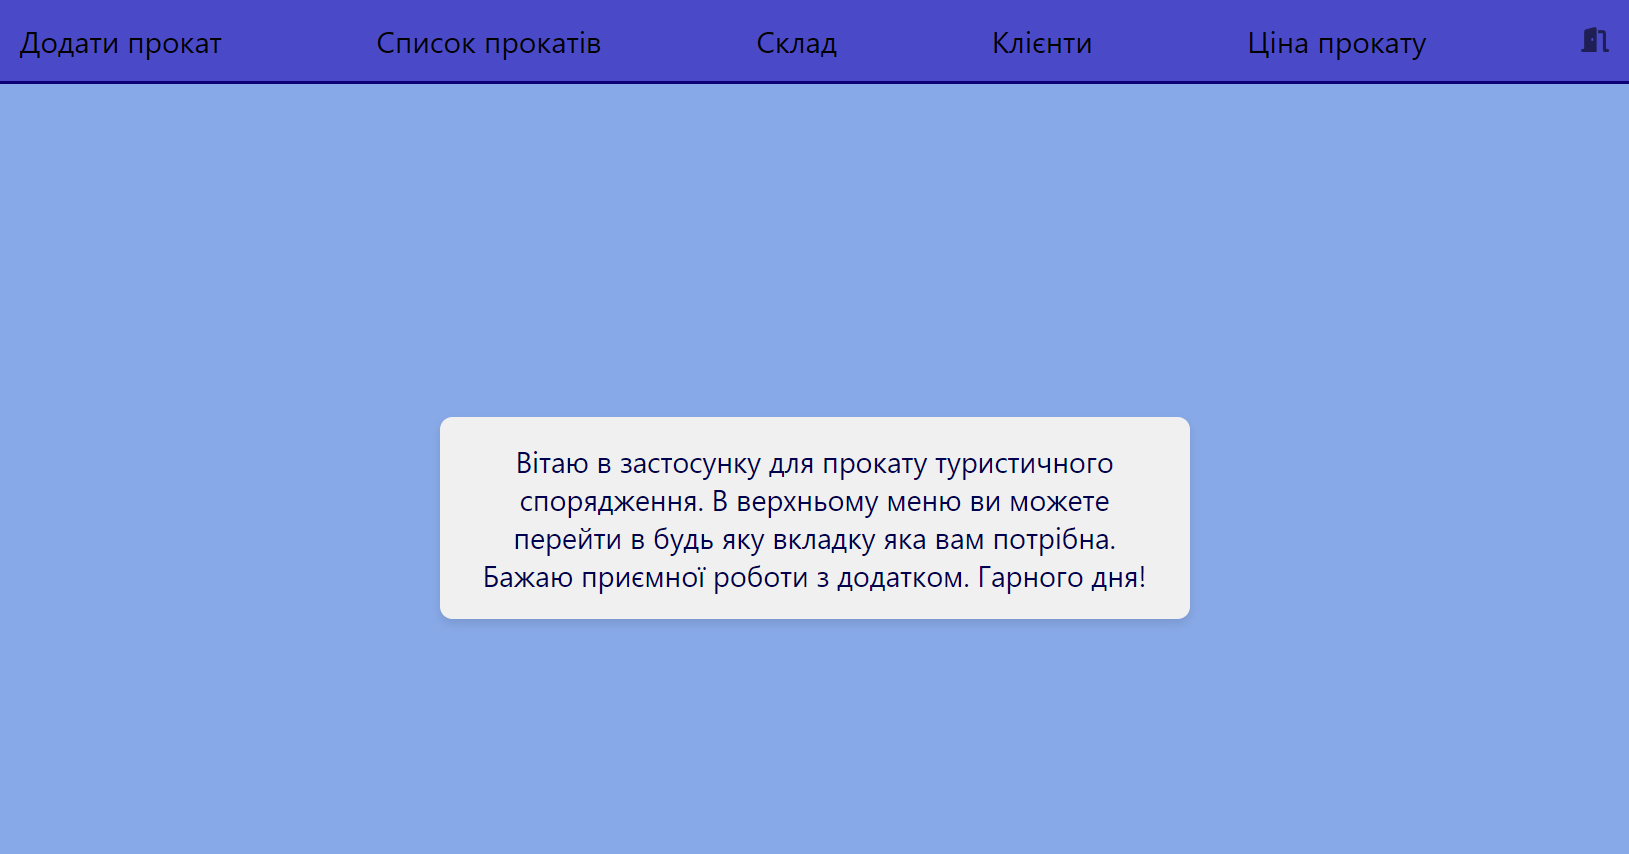 Додати прокат
Список прокатів
Склад
Клієнти
Ціна прокату
Вітаю в застосунку для прокату туристичного
спорядження. В верхньому меню ви можете
перейти в будь яку вкладку яка вам потрібна.
Бажаю приємної роботи з додатком. Гарного дня!